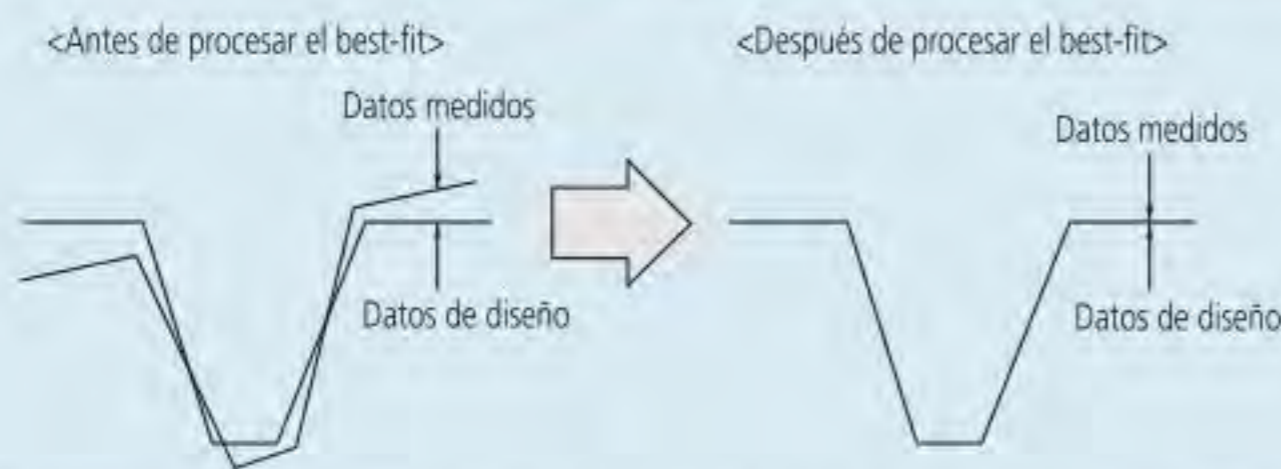 <Antes de procesar el best-fit>
<Después de procesar el best-fit>
Datos medidos
Datos medidos
Datos de diseño
Datos de diseño